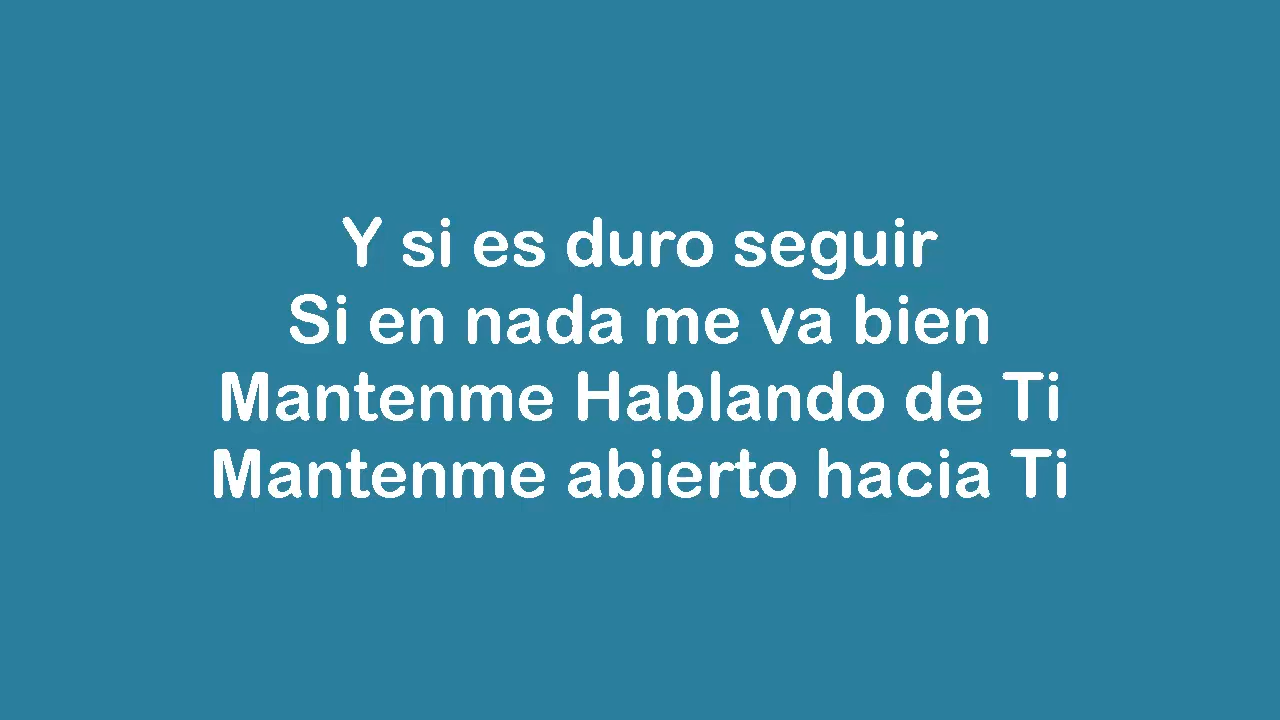 Y si es duro seguir
Si en nada me va bien
Mantenme Hablando de Ti
Mantenme abierto hacia Ti